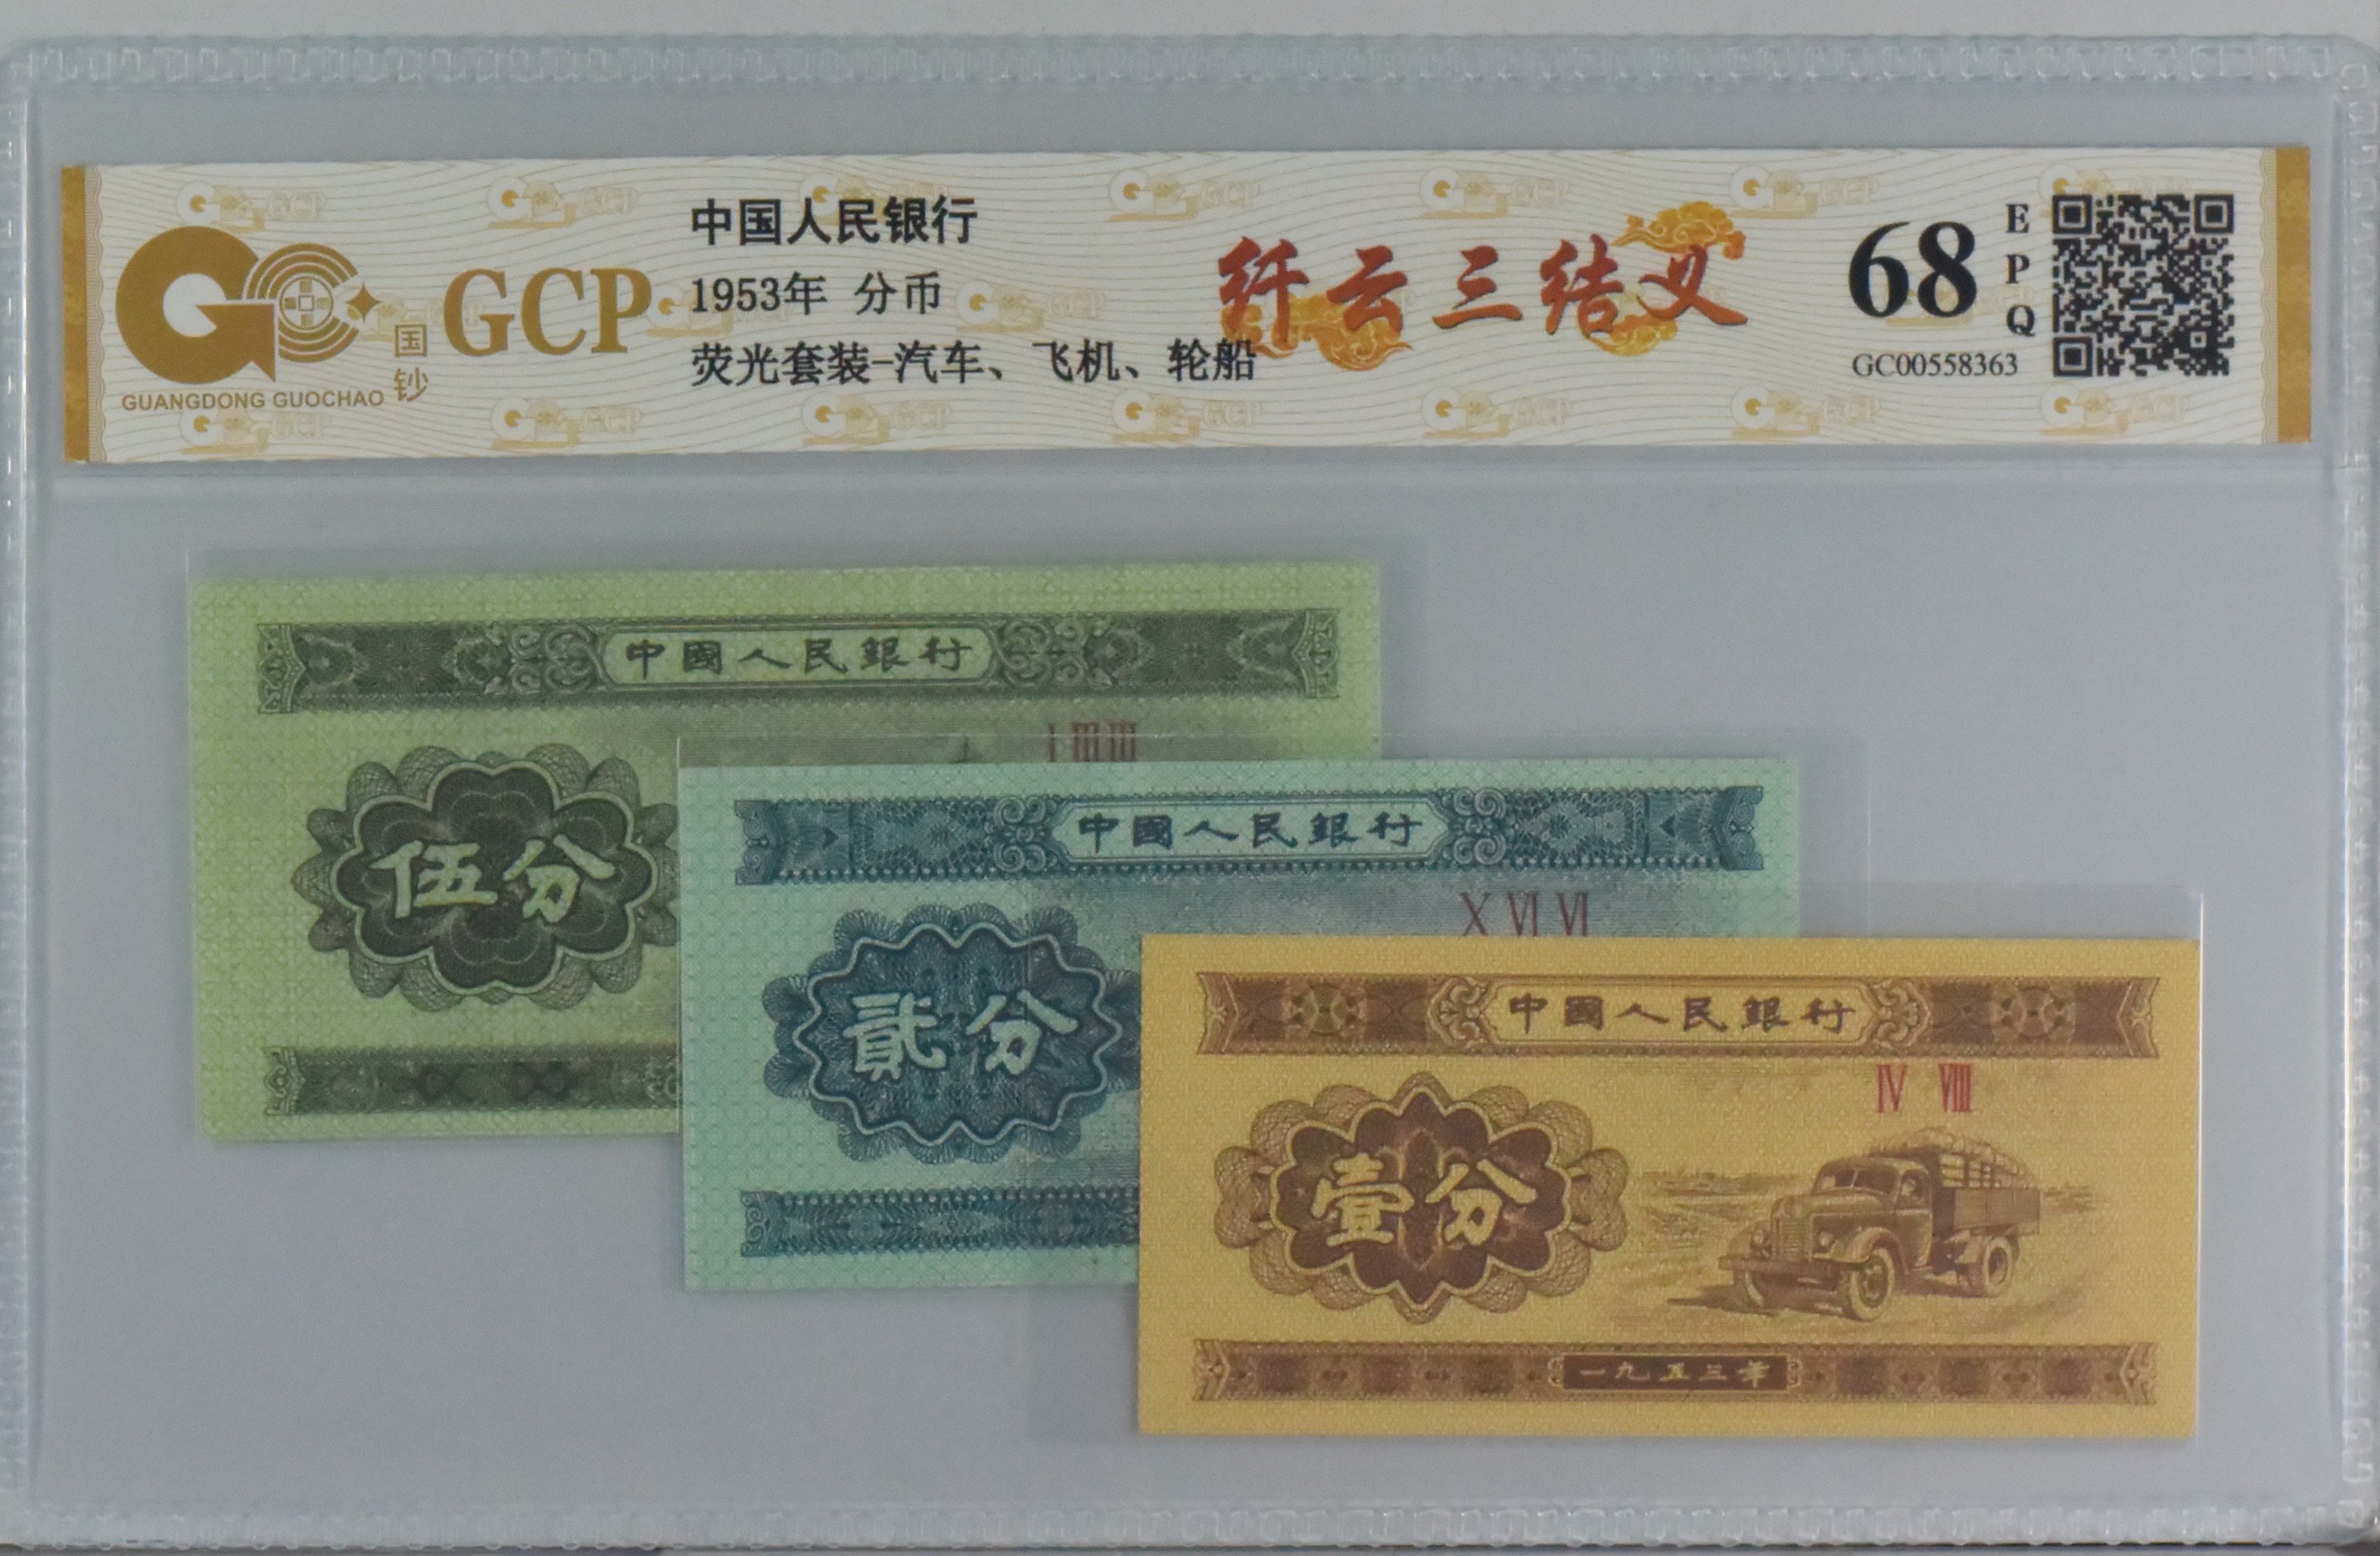 中国人民银行
1953年 分币
荧光套装-汽车、飞机、轮船
GCP
国钞
GUANGDONG GUOCHAO
纤云三结义
68
EPQ
GC00558363
中國人民銀行
I III III
伍分
中國人民銀行
X VI VI
貳分
中國人民銀行
IV VIII
壹分
一九五三年